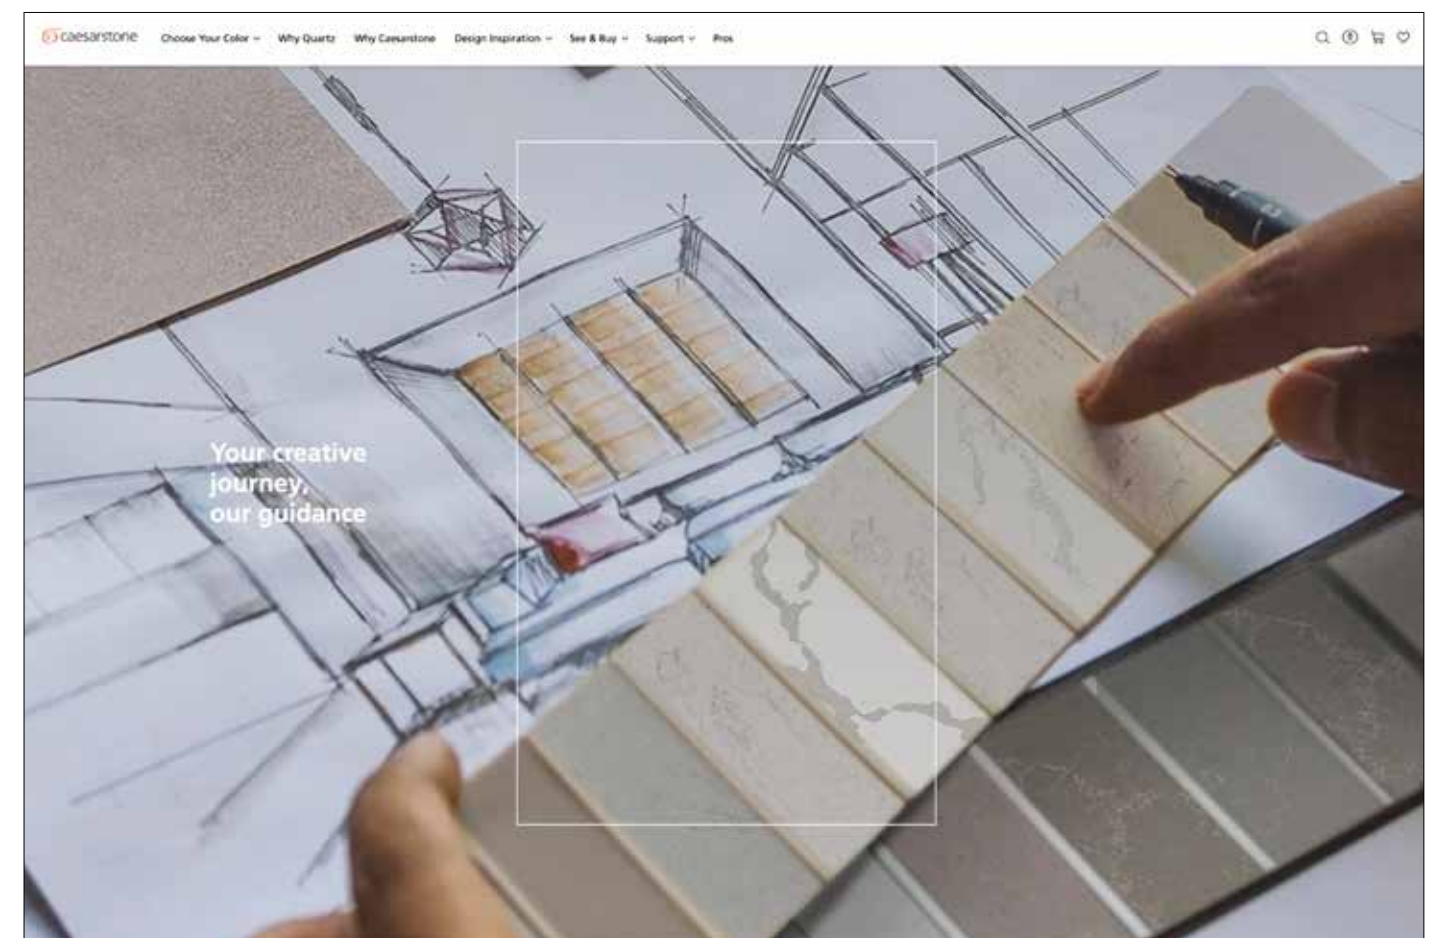 caesarstone
Choose Your Color Why Quartz Why Caesarstone Design Inspiration See & Buy Support Pros
Your creative
journey,
our guidance